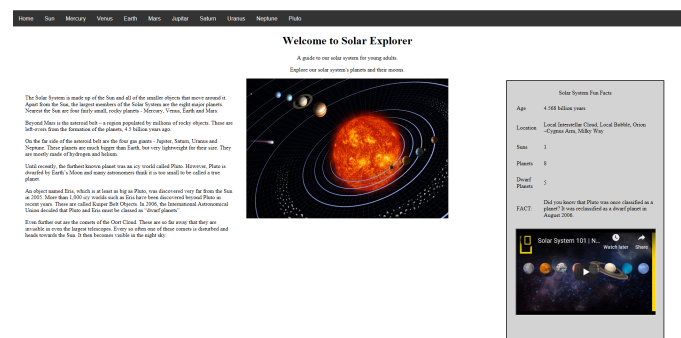 Home Sun Mercury Venus Earth Mars Jupitar Saturn Uranus Neptune Pluto
Welcome to Solar Explorer
A guide to our solar system for young adults.
Explore our solar system's planets and their moons.
The Solar System is made up of the Sun and all of the smaller objects that move around it.
Apart from the Sun, the largest members of the Solar System are the eight major planets.
Nearest the Sun are four fairly small, rocky planets - Mercury, Venus, Earth and Mars.
Beyond Mars is the asteroid belt – a region populated by millions of rocky objects. These are
left-overs from the formation of the planets, 4.5 billion years ago.
On the far side of the asteroid belt are the four gas giants - Jupiter, Saturn, Uranus and
Neptune. These planets are much bigger than Earth, but very lightweight for their size. They
are mostly made of hydrogen and helium.
Until recently, the furthest known planet was an icy world called Pluto. However, Pluto is
dwarfed by Earth's Moon and many astronomers think it is too small to be called a true
planet.
An object named Eris, which is at least as big as Pluto, was discovered very far from the Sun
in 2005. More than 1,000 icy worlds such as Eris have been discovered beyond Pluto in
recent years. These are called Kuiper Belt Objects. In 2006, the International Astronomical
Union decided that Pluto and Eris must be classed as "dwarf planets".
Even further out are the comets of the Oort Cloud. These are so far away that they are
invisible in even the largest telescopes. Every so often one of these comets is disturbed and
heads towards the Sun. It then becomes visible in the night sky.
Solar System Fun Facts
Age 4.568 billion years
Location Local Interstellar Cloud, Local Bubble, Orion
–Cygnus Arm, Milky Way
Suns 1
Planets 8
Dwarf
Planets 5
FACT: Did you know that Pluto was once classified as a
planet? It was reclassified as a dwarf planet in
August 2006.
Solar System 101 | N...
Watch later Share